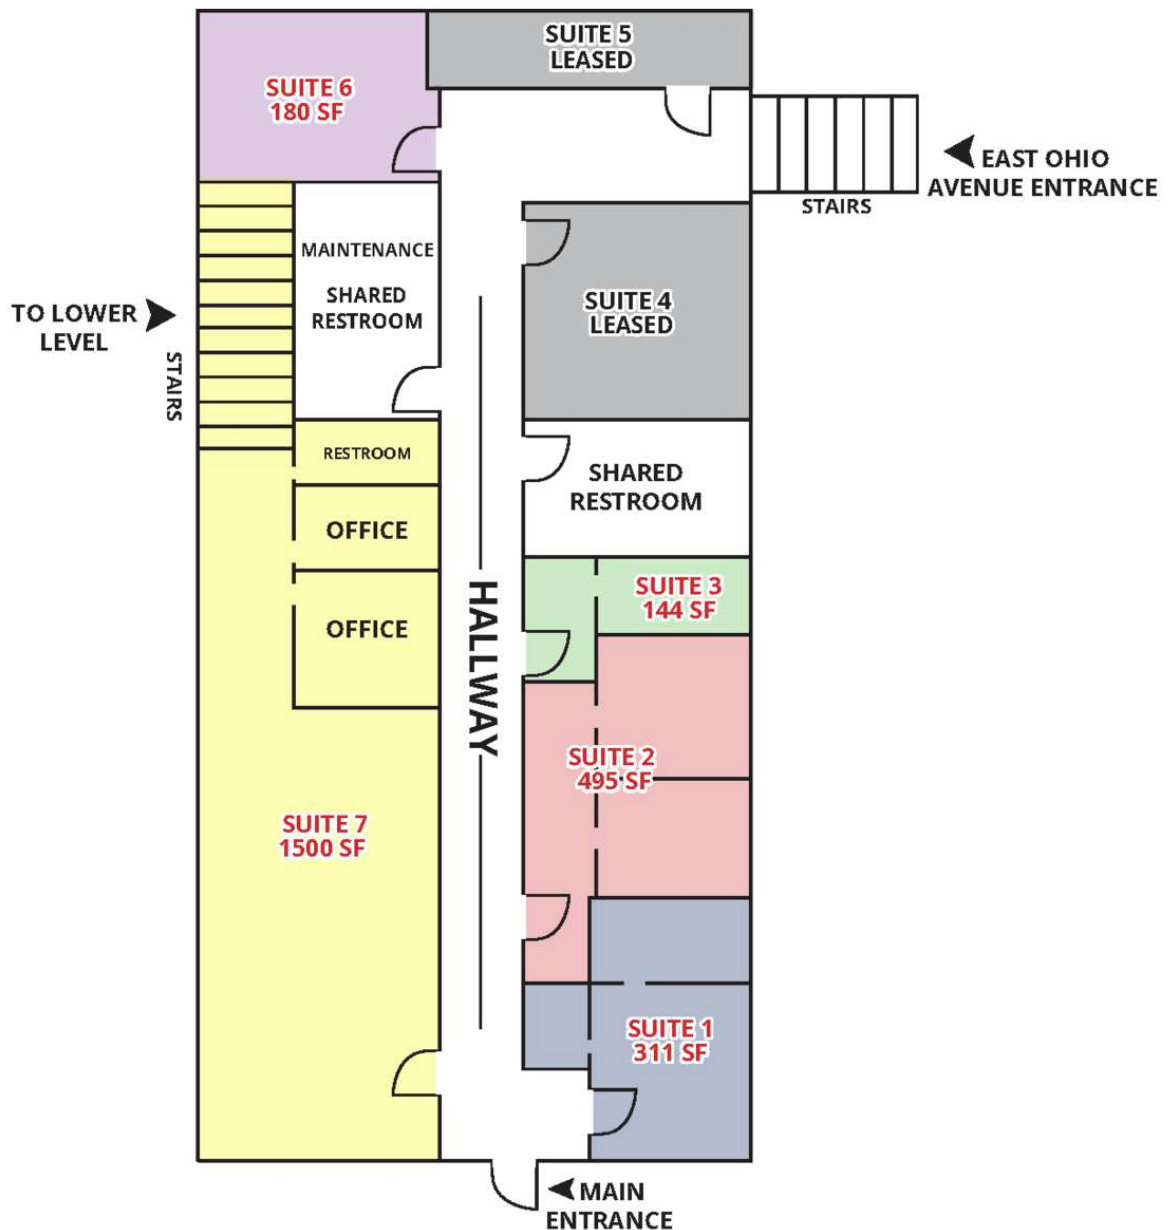 SUITE 5
LEASED
SUITE 6
180 SF
EAST OHIO
AVENUE ENTRANCE
STAIRS
MAINTENANCE
SHARED
RESTROOM
SUITE 4
LEASED
TO LOWER
LEVEL
STAIRS
RESTROOM
SHARED
RESTROOM
OFFICE
SUITE 3
144 SF
OFFICE
HALLWAY
SUITE 2
495 SF
SUITE 7
1500 SF
SUITE 1
311 SF
MAIN
ENTRANCE